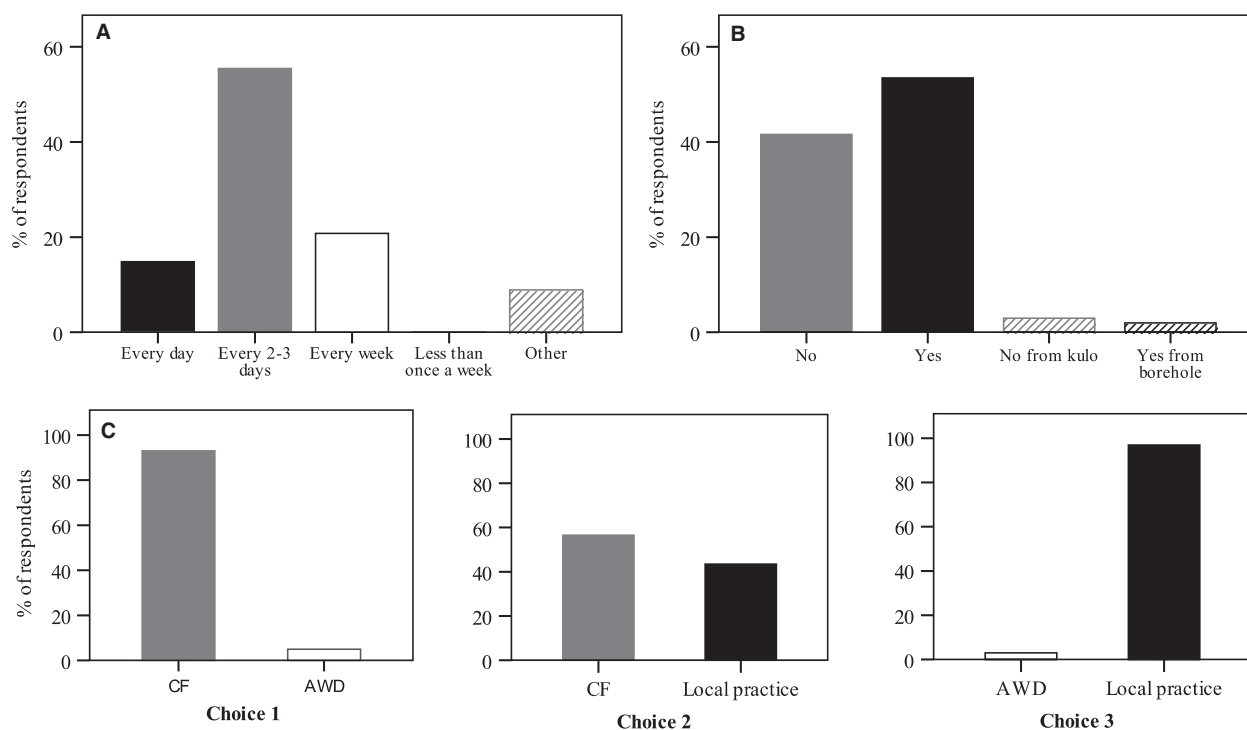 A
% of respondents
60
40
20
0
Every day
Every 2-3
days
Every week
Less than
once a week
Other
B
% of respondents
60
40
20
0
No
Yes
No from kulo
Yes from
borehole
C
% of respondents
100
80
60
40
20
0
CF
AWD
Choice 1
100
80
60
40
20
0
CF
Local practice
Choice 2
100
80
60
40
20
0
AWD
Local practice
Choice 3